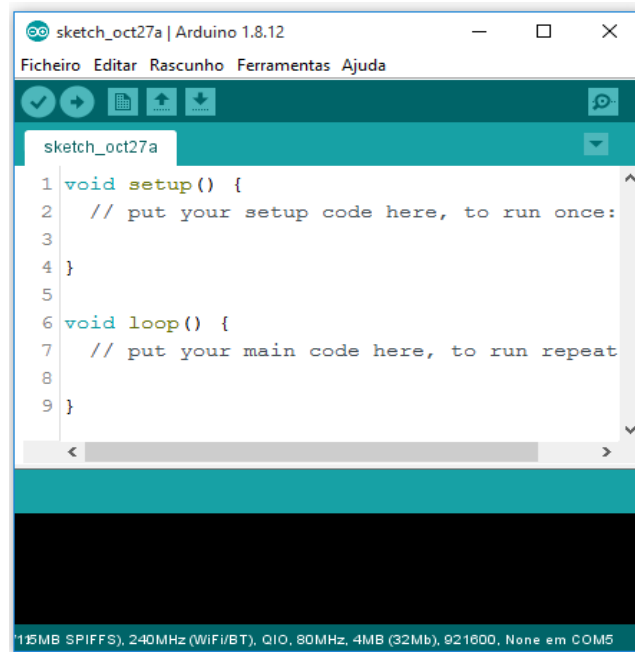 sketch_oct27a | Arduino 1.8.12
Ficheiro Editar Rascunho Ferramentas Ajuda
sketch_oct27a
1 void setup() {
2 // put your setup code here, to run once:
3
4 }
5
6 void loop() {
7 // put your main code here, to run repeat
8
9 }
SPIFFS), 240MHz (WiFi/BT), QIO, 80MHz, 4MB (32Mb), 921600, None em COM5